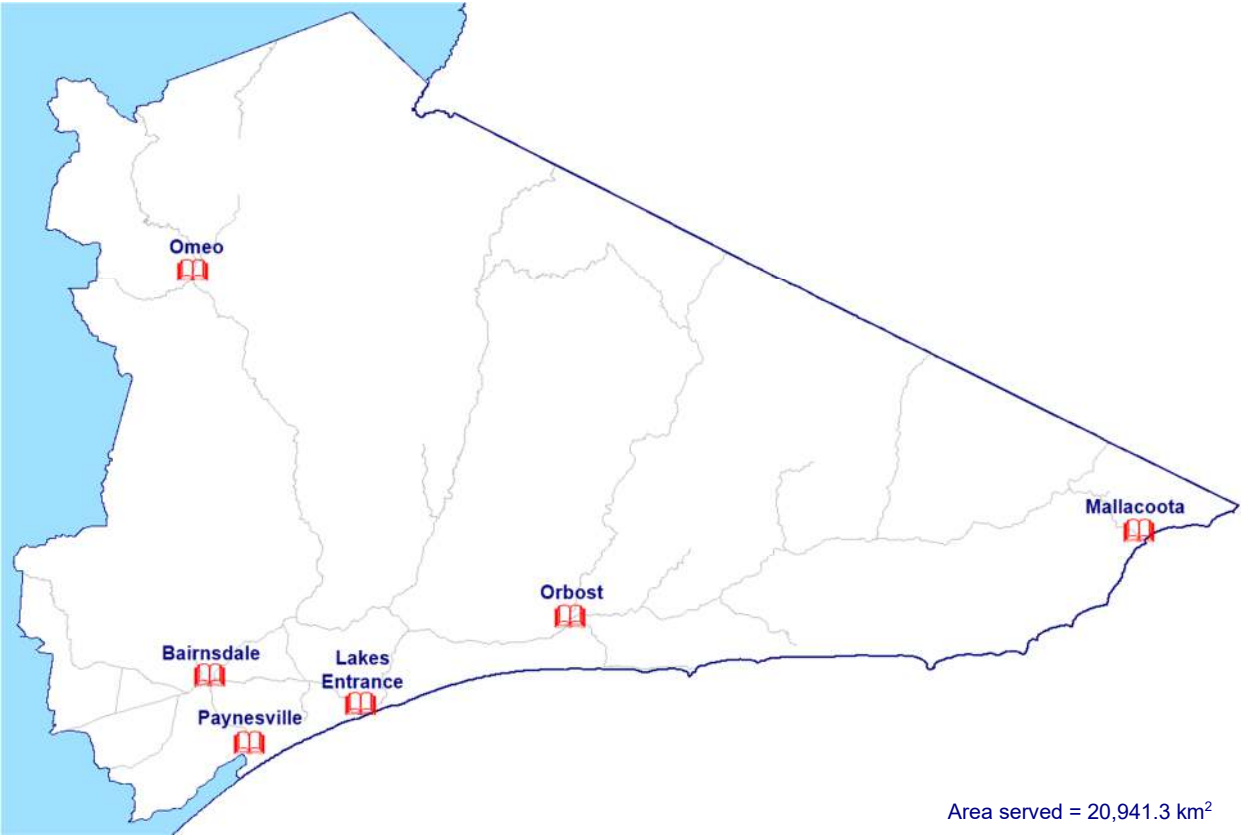 Omeo
Mallacoota
Orbost
Bairnsdale
Lakes
Entrance
Paynesville
Area served = 20,941.3 km²